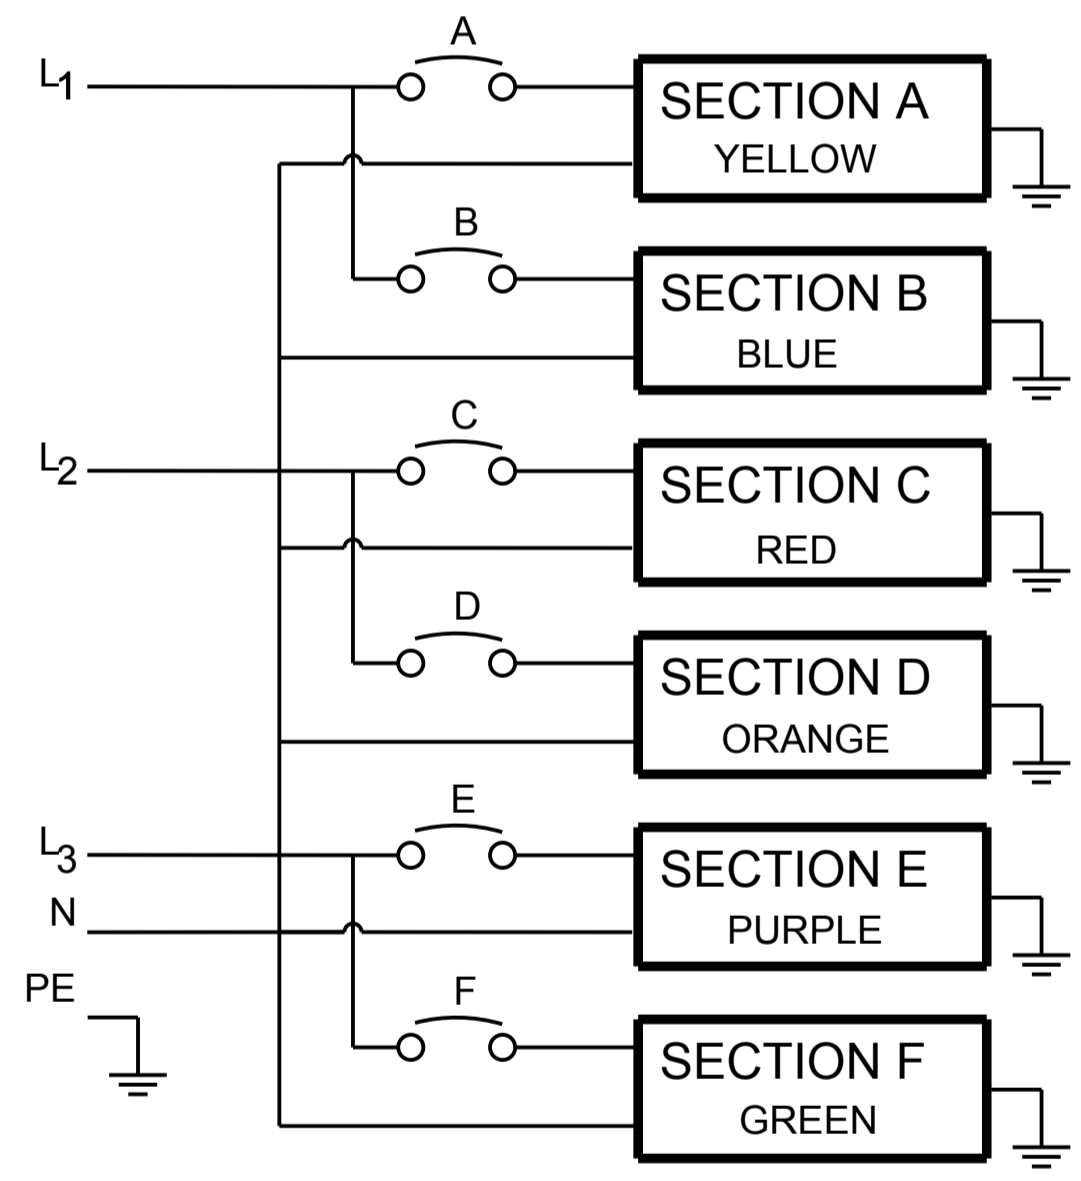 A
L1
SECTION A
YELLOW
B
SECTION B
BLUE
C
L2
SECTION C
RED
D
SECTION D
ORANGE
E
L3
SECTION E
N
PURPLE
PE
F
SECTION F
GREEN